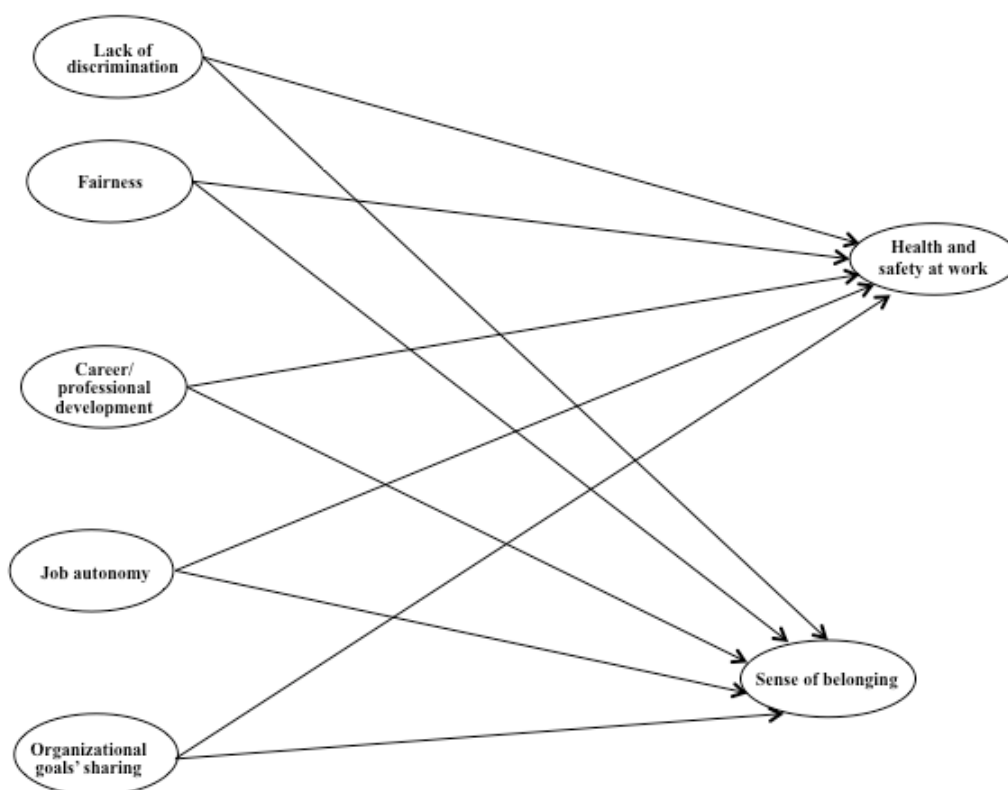 Lack of
discrimination
Fairness
Health and
safety at work
Career/
professional
development
Job autonomy
Sense of belonging
Organizational
goals’ sharing